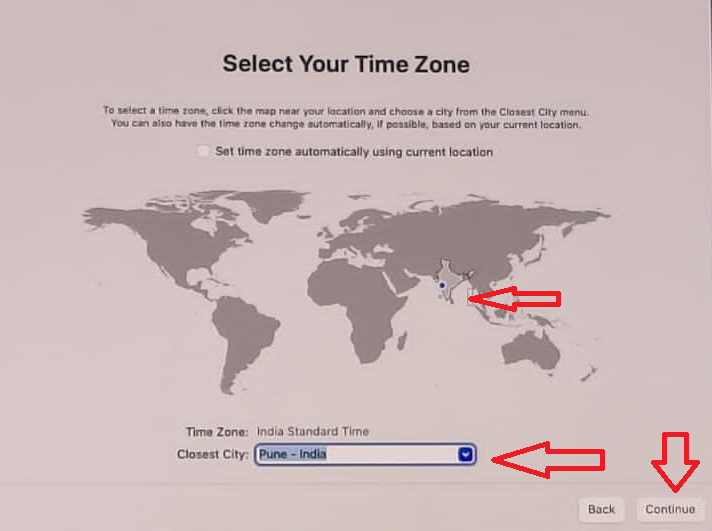 Select Your Time Zone
To select a time zone, click the map near your location and choose a city from the Closest City menu.
You can also have the time zone change automatically, if possible, based on your current location.
Set time zone automatically using current location
Time Zone: India Standard Time
Closest City: Pune - India
Back Continue